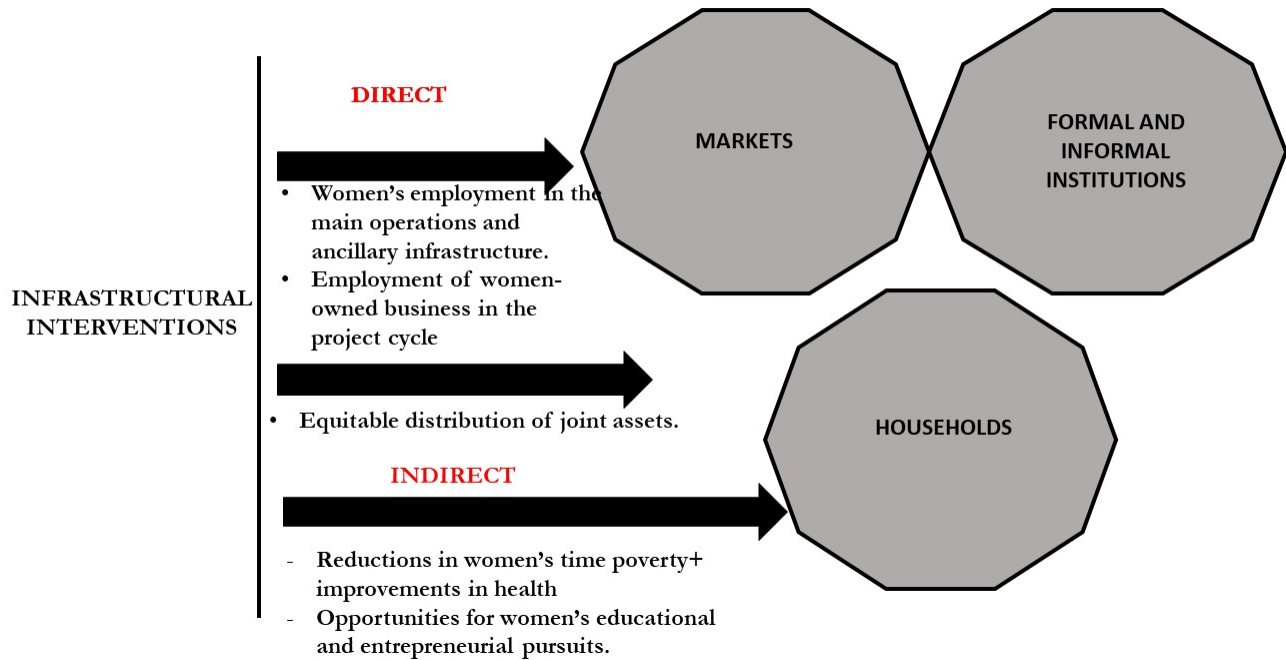 INFRASTRUCTURAL
INTERVENTIONS
DIRECT
• Women’s employment in the
main operations and
ancillary infrastructure.
• Employment of women-
owned business in the
project cycle
• Equitable distribution of joint assets.
INDIRECT
- Reductions in women’s time poverty+
improvements in health
- Opportunities for women’s educational
and entrepreneurial pursuits.
MARKETS
FORMAL AND
INFORMAL
INSTITUTIONS
HOUSEHOLDS